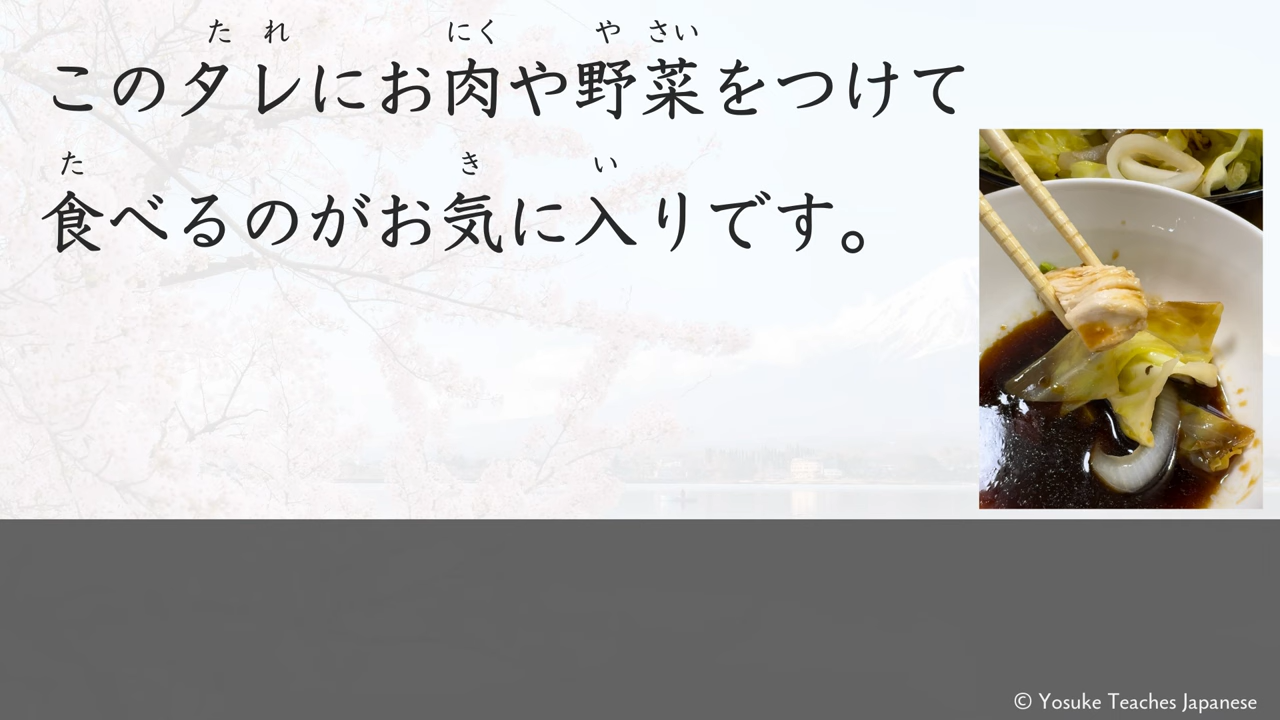 たれ にく や さい
このタレにお肉や野菜をつけて
た き い
食べるのがお気に入りです。
© Yosuke Teaches Japanese